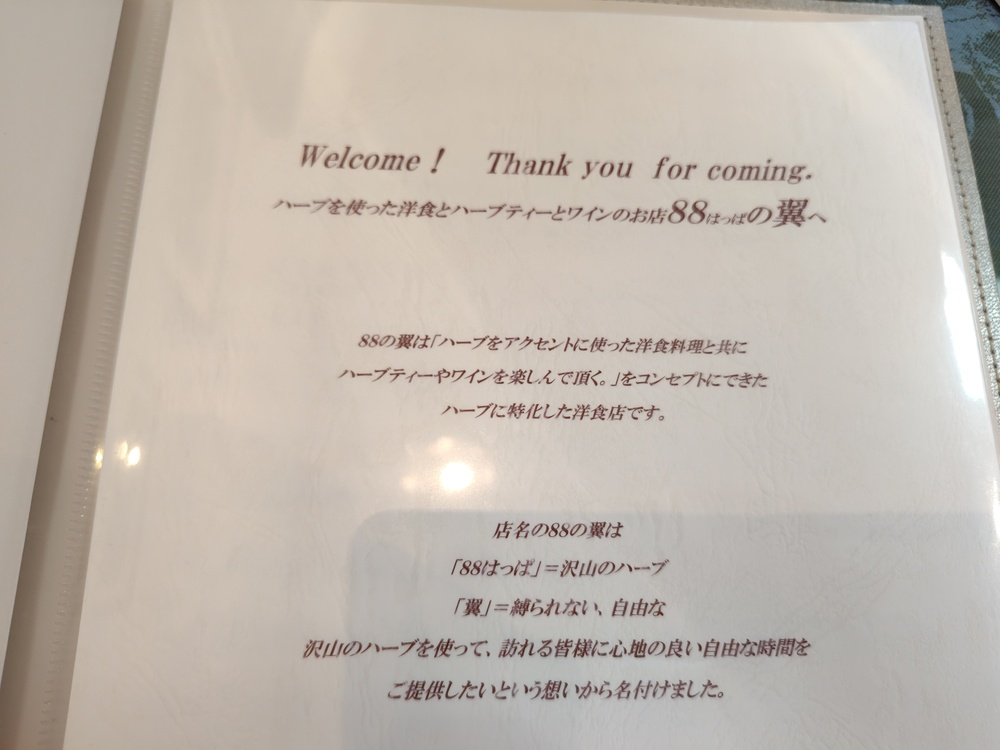 Welcome！ Thank you for coming.
ハーブを使った洋食とハーブティーとワインのお店88はっぱの翼へ
88の翼は「ハーブをアクセントに使った洋食料理と共に
ハーブティーやワインを楽しんで頂く。」をコンセプトにできた
ハーブに特化した洋食店です。
店名の88の翼は
「88はっぱ」＝沢山のハーブ
「翼」＝縛られない、自由な
沢山のハーブを使って、訪れる皆様に心地の良い自由な時間を
ご提供したいという想いから名付けました。